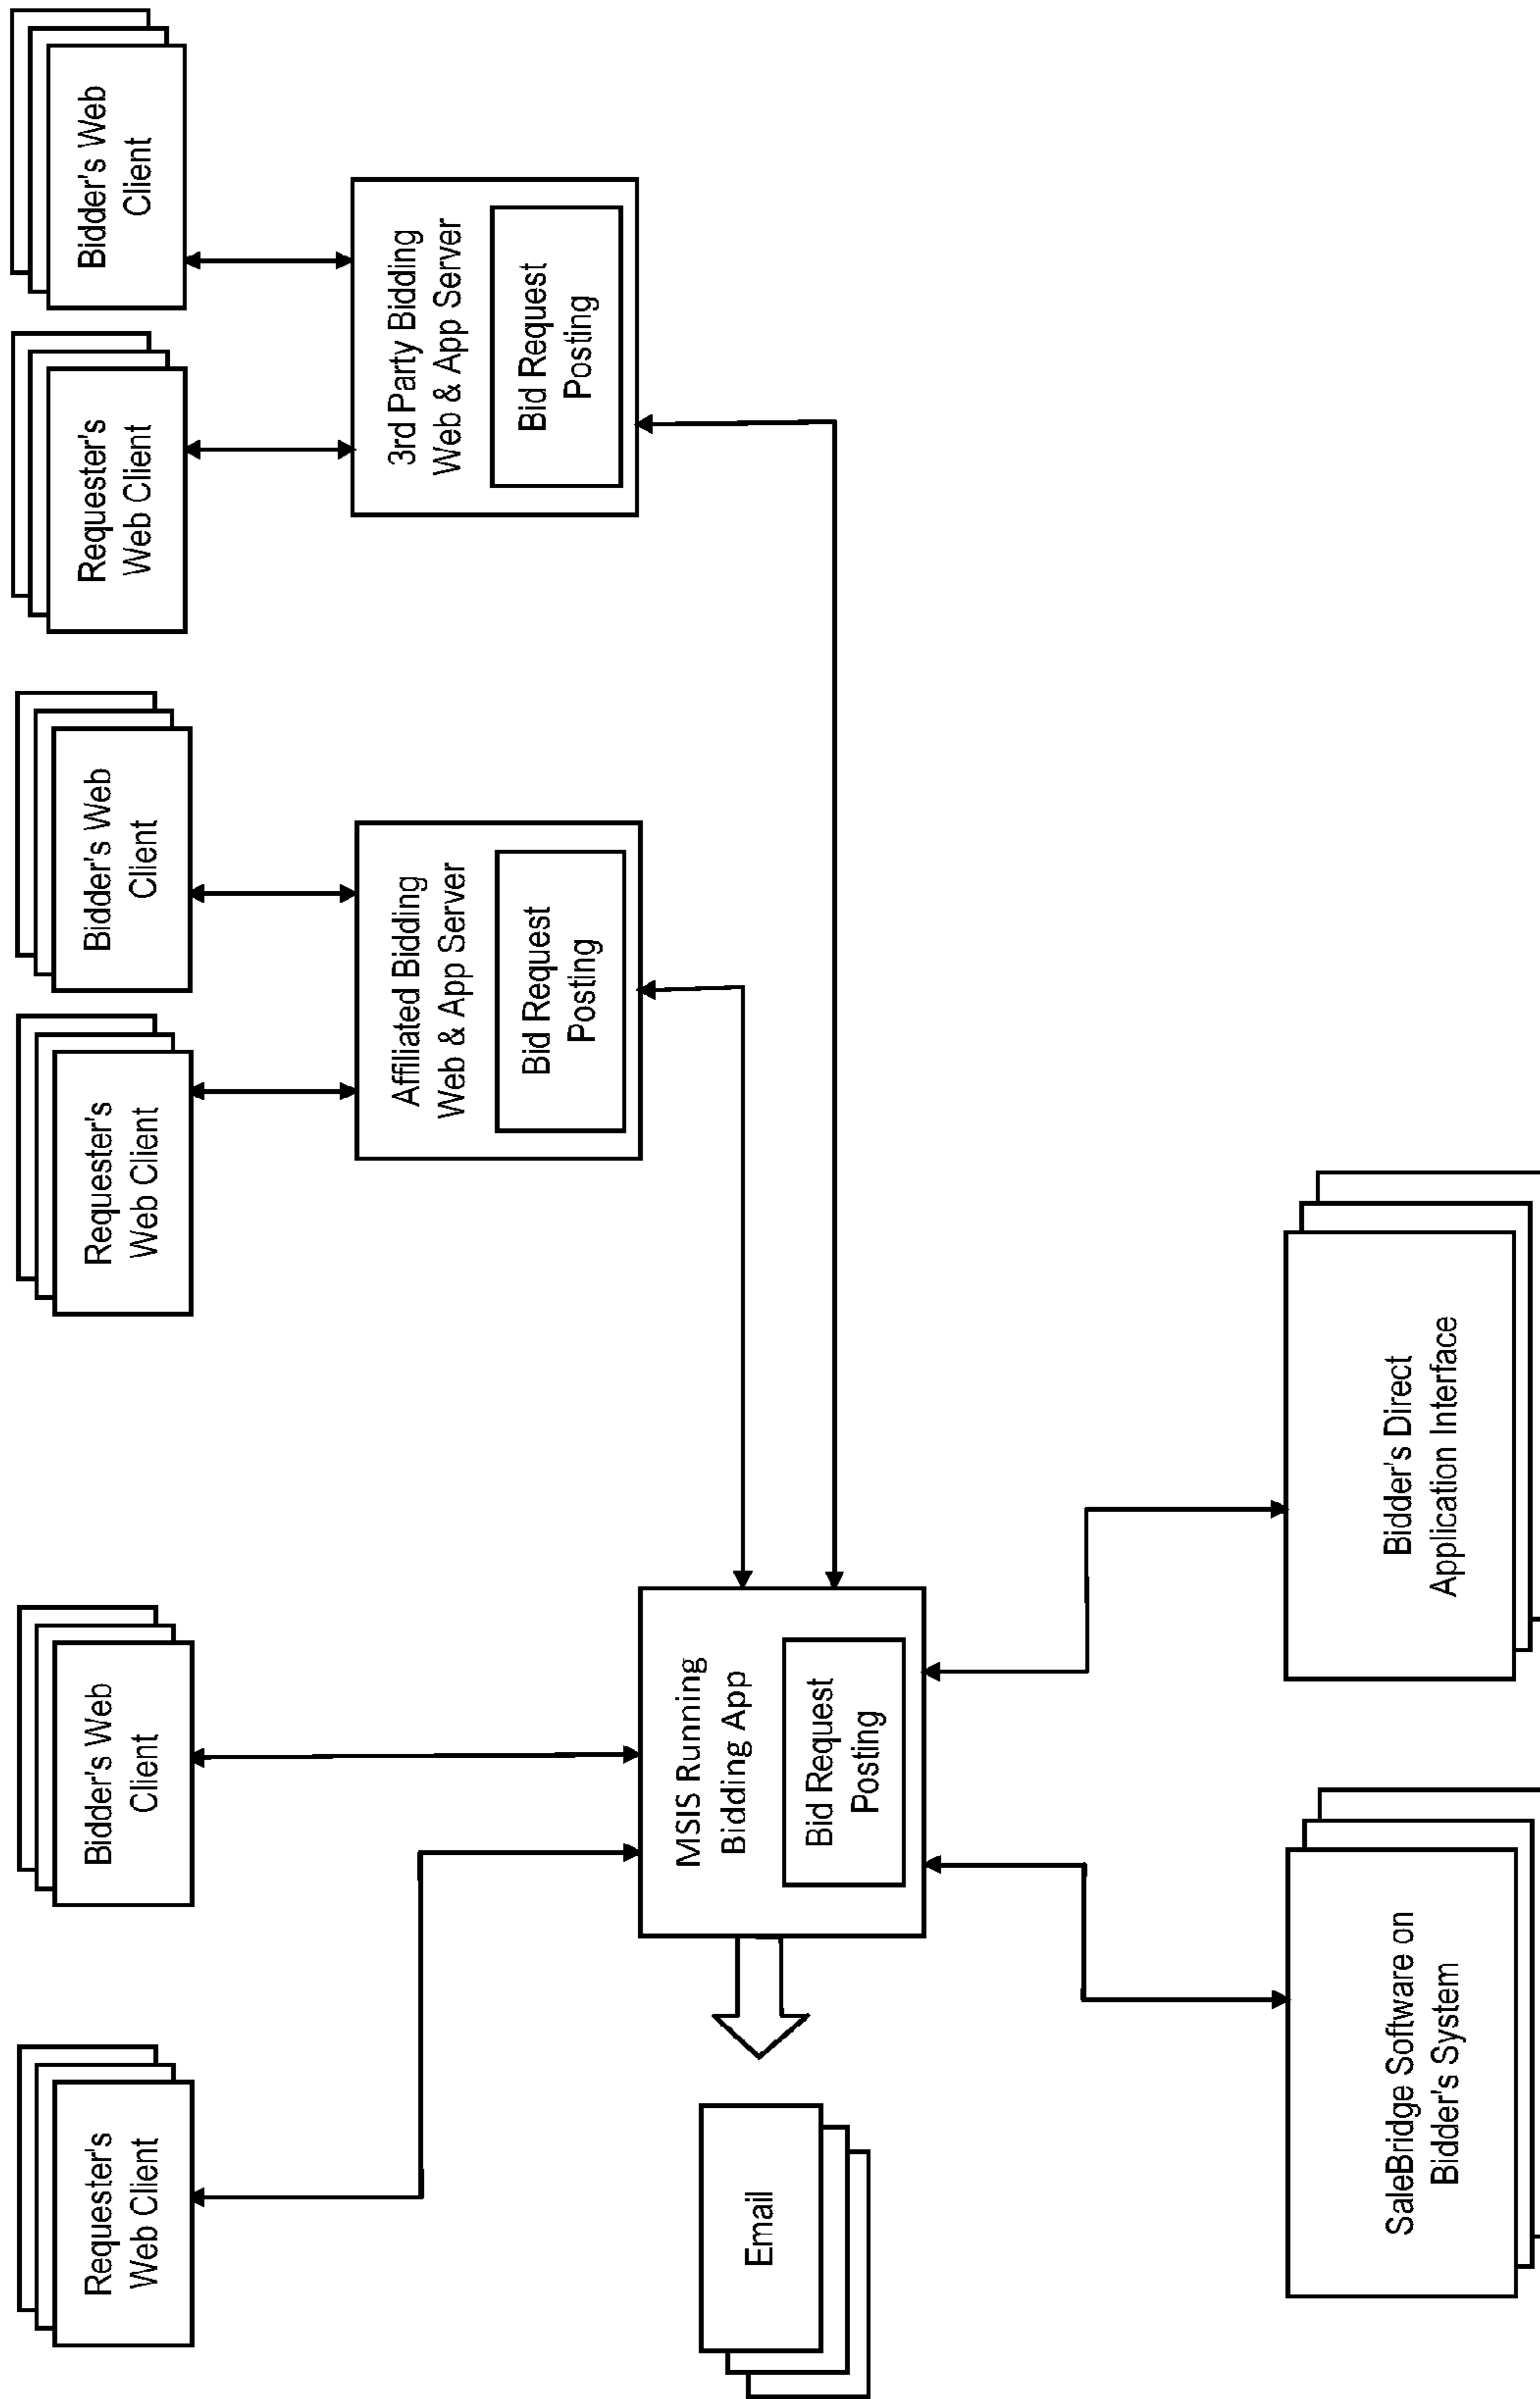 Requester's
Web Client
Bidder's Web
Client
Requester's
Web Client
Bidder's Web
Client
Requester's
Web Client
Bidder's Web
Client
Affiliated Bidding
Web & App Server
Bid Request
Posting
3rd Party Bidding
Web & App Server
Bid Request
Posting
Email
MSIS Running
Bidding App
Bid Request
Posting
SaleBridge Software on
Bidder's System
Bidder's Direct
Application Interface